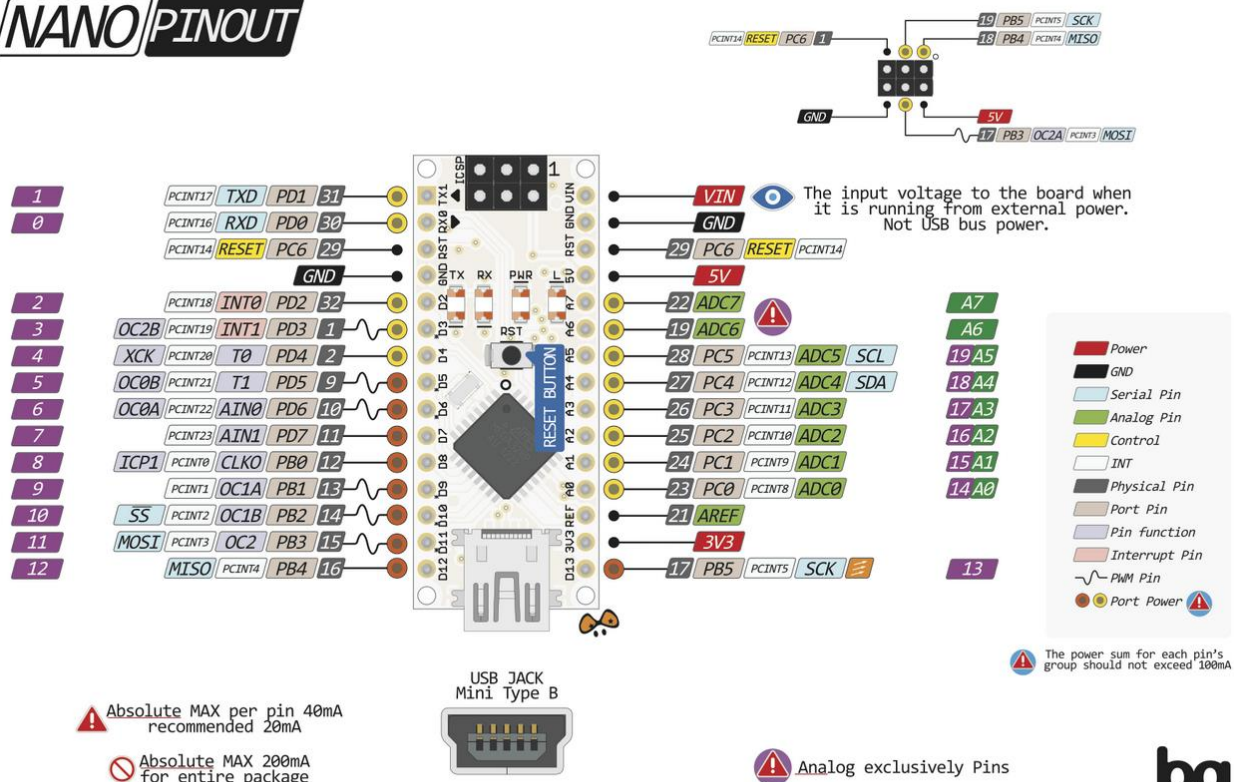 NANO PINOUT
19 PB5 PCINT5 SCK
18 PB4 PCINT4 MISO
PCINT14 RESET PC6 1
GND
5V
17 PB3 OC2A PCINT3 MOSI
ICSP
1
1 PCINT17 TXD PD1 31 TX1 VIN VIN
The input voltage to the board when
it is running from external power.
Not USB bus power.
0 PCINT16 RXD PD0 30 RX0 GND GND
PCINT14 RESET PC6 29 RST RST 29 PC6 RESET PCINT14
GND GND 5V 5V
TX RX PWR L
2 PCINT18 INT0 PD2 32 D2 A7 22 ADC7 A7
3 OC2B PCINT19 INT1 PD3 1 D3 A6 19 ADC6 A6
RST
4 XCK PCINT20 T0 PD4 2 D4 A5 28 PC5 PCINT13 ADC5 SCL 19 A5
5 OC0B PCINT21 T1 PD5 9 D5 A4 27 PC4 PCINT12 ADC4 SDA 18 A4
RESET BUTTON
6 OC0A PCINT22 AIN0 PD6 10 D6 A3 26 PC3 PCINT11 ADC3 17 A3
7 PCINT23 AIN1 PD7 11 D7 A2 25 PC2 PCINT10 ADC2 16 A2
8 ICP1 PCINT0 CLKO PB0 12 D8 A1 24 PC1 PCINT9 ADC1 15 A1
9 PCINT1 OC1A PB1 13 D9 A0 23 PC0 PCINT8 ADC0 14 A0
10 SS PCINT2 OC1B PB2 14 D10 REF 21 AREF
11 MOSI PCINT3 OC2 PB3 15 D11 3V3 3V3
12 MISO PCINT4 PB4 16 D12 D13 17 PB5 PCINT5 SCK 13
Power
GND
Serial Pin
Analog Pin
Control
INT
Physical Pin
Port Pin
Pin function
Interrupt Pin
PWM Pin
Port Power
The power sum for each pin's
group should not exceed 100mA
USB JACK
Mini Type B
Absolute MAX per pin 40mA
recommended 20mA
Absolute MAX 200mA
for entire package
Analog exclusively Pins
bq